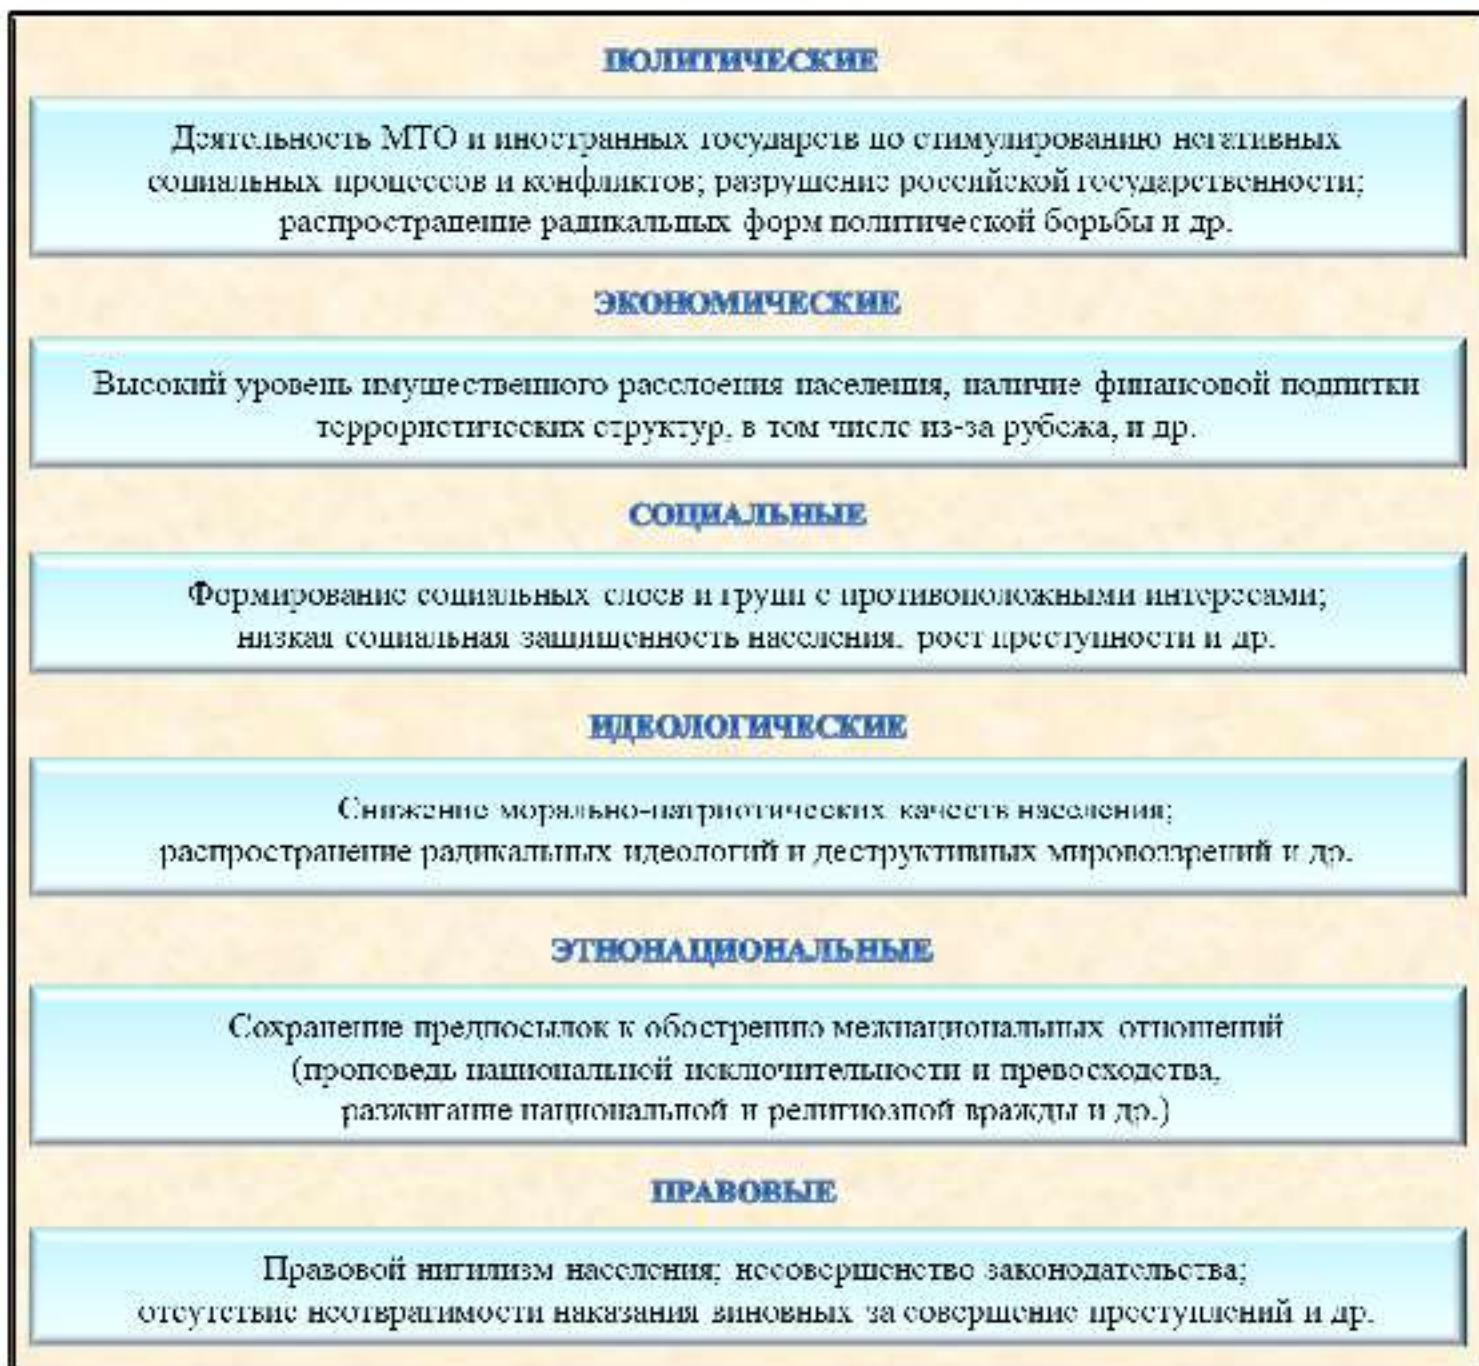 ПОЛИТИЧЕСКИЕ
Деятельность МТО и иностранных государств по стимулированию негативных
социальных процессов и конфликтов; разрушение российской государственности;
распространение радикальных форм политической борьбы и др.
ЭКОНОМИЧЕСКИЕ
Высокий уровень имущественного расслоения населения, наличие финансовой подпитки
террористических структур, в том числе из-за рубежа, и др.
СОЦИАЛЬНЫЕ
Формирование социальных слоев и групп с противоположными интересами;
низкая социальная защищенность населения, рост преступности и др.
ИДЕОЛОГИЧЕСКИЕ
Снижение морально-патриотических качеств населения;
распространение радикальных идеологий и деструктивных мировоззрений и др.
ЭТНОНАЦИОНАЛЬНЫЕ
Сохранение предпосылок к обострению межнациональных отношений
(проповедь национальной исключительности и превосходства,
разжигание национальной и религиозной вражды и др.)
ПРАВОВЫЕ
Правовой нигилизм населения; несовершенство законодательства;
отсутствие неотвратимости наказания виновных за совершение преступлений и др.